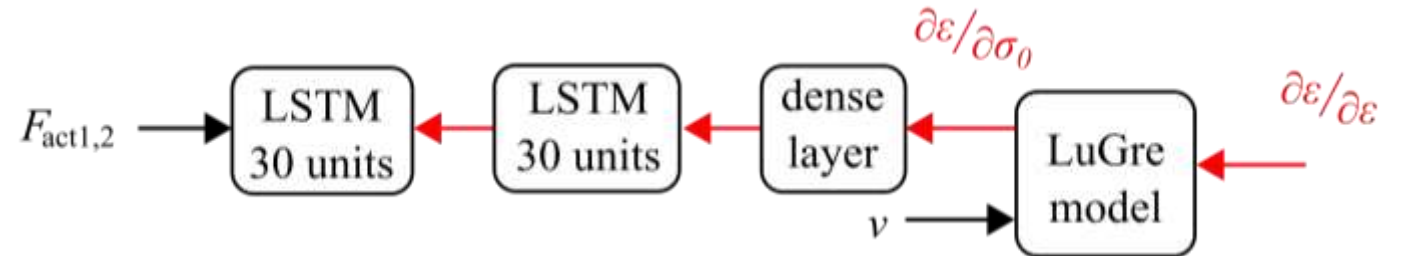 ∂ε/∂σ₀
∂ε/∂ε
F_act1,2
LSTM
30 units
LSTM
30 units
dense
layer
LuGre
model
v